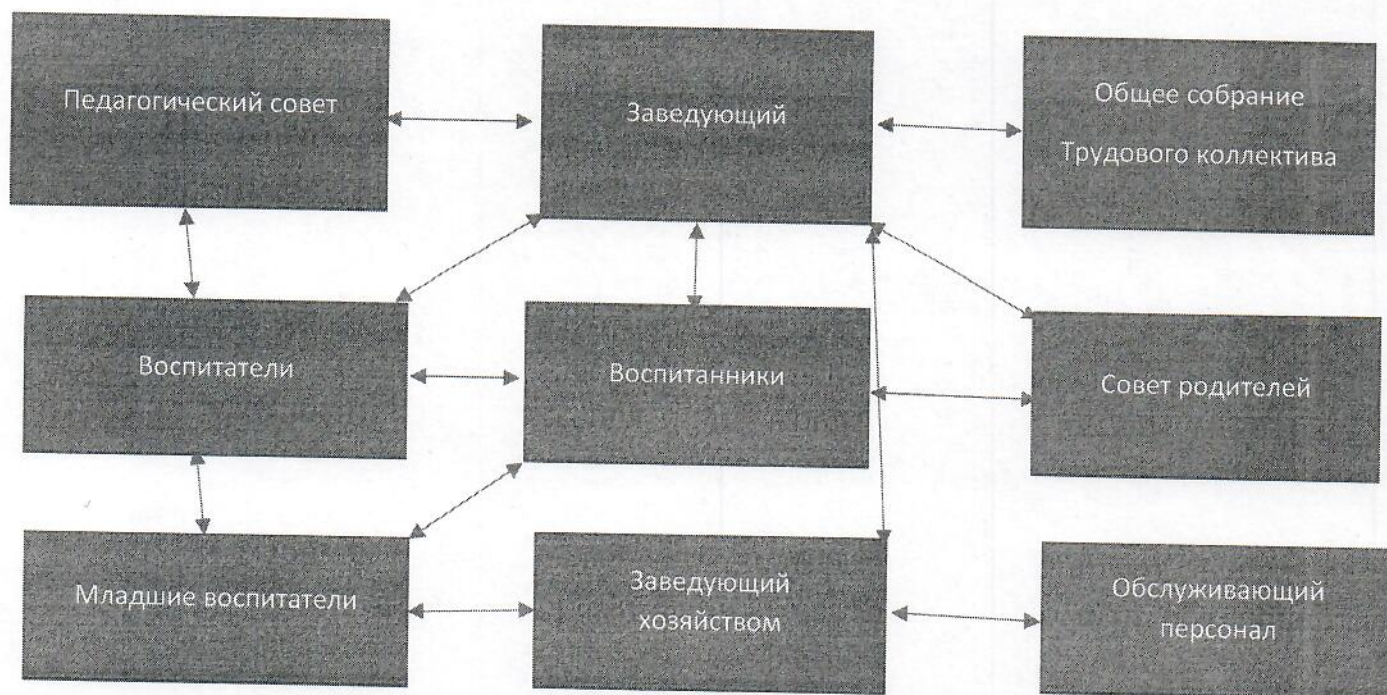 Педагогический совет
Заведующий
Общее собрание
Трудового коллектива
Воспитатели
Воспитанники
Совет родителей
Младшие воспитатели
Заведующий
хозяйством
Обслуживающий
персонал